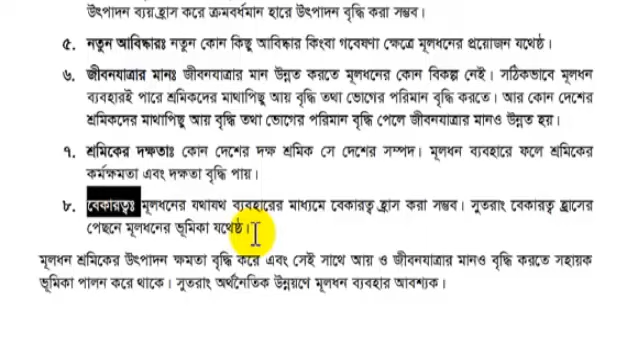 উৎপাদন ব্যয় হ্রাস করে ক্রমবর্ধমান হারে উৎপাদন বৃদ্ধি করা সম্ভব।
৫. নতুন আবিষ্কারঃ নতুন কোন কিছু আবিষ্কার কিংবা গবেষণা ক্ষেত্রে মূলধনের প্রয়োজন যথেষ্ঠ।
৬. জীবনযাত্রার মানঃ জীবনযাত্রার মান উন্নত করতে মূলধনের কোন বিকল্প নেই। সঠিকভাবে মূলধন
ব্যবহারই পারে শ্রমিকদের মাথাপিছু আয় বৃদ্ধি তথা ভোগের পরিমান বৃদ্ধি করতে। আর কোন দেশের
শ্রমিকদের মাথাপিছু আয় বৃদ্ধি তথা ভোগের পরিমান বৃদ্ধি পেলে জীবনযাত্রার মানও উন্নত হয়।
৭. শ্রমিকের দক্ষতাঃ কোন দেশের দক্ষ শ্রমিক সে দেশের সম্পদ। মূলধন ব্যবহারে ফলে শ্রমিকের
কর্মক্ষমতা এবং দক্ষতা বৃদ্ধি পায়।
৮. বেকারত্বঃ মূলধনের যথাযথ ব্যবহারের মাধ্যমে বেকারত্ব হ্রাস করা সম্ভব। সুতরাং বেকারত্ব হ্রাসের
পেছনে মূলধনের ভূমিকা যথেষ্ঠ।
মূলধন শ্রমিকের উৎপাদন ক্ষমতা বৃদ্ধি করে এবং সেই সাথে আয় ও জীবনযাত্রার মানও বৃদ্ধি করতে সহায়ক
ভূমিকা পালন করে থাকে। সুতরাং অর্থনৈতিক উন্নয়ণে মূলধন ব্যবহার আবশ্যক।